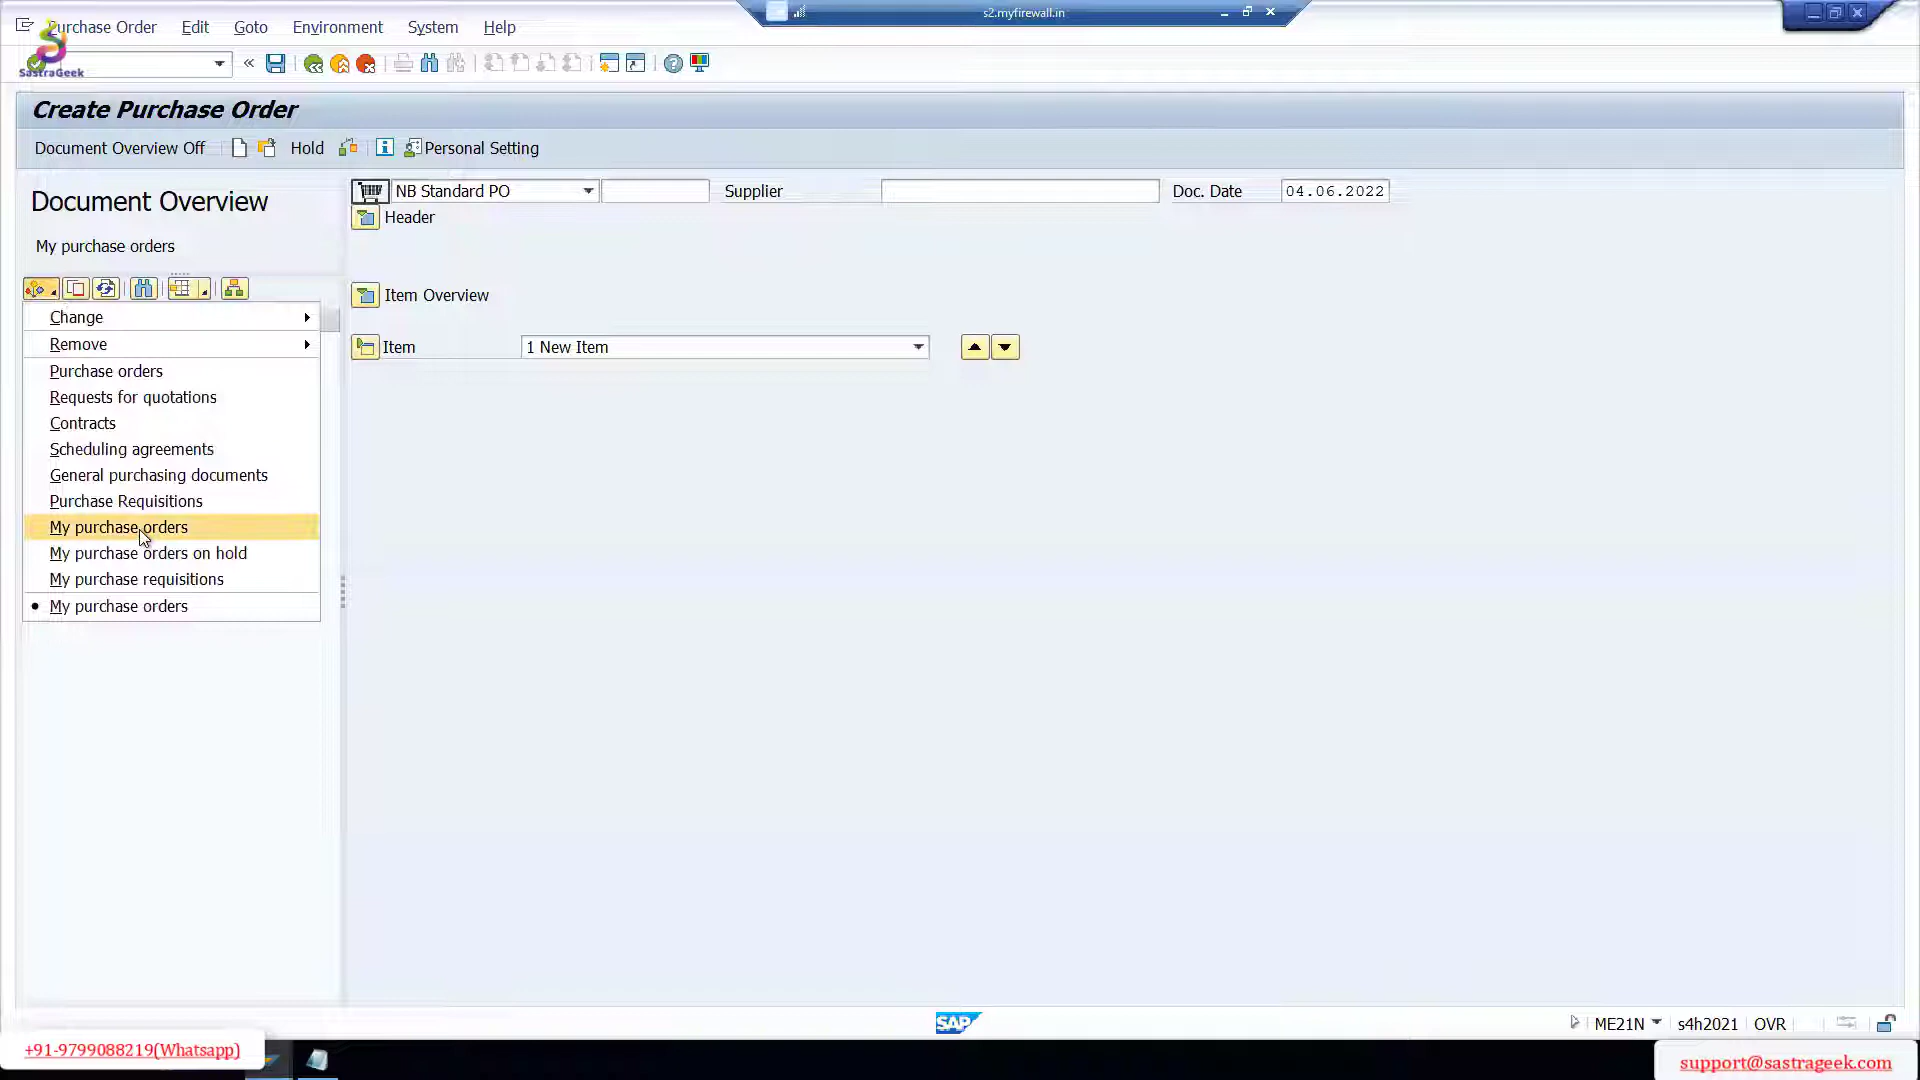 s2.myfirewall.in
Purchase Order Edit Goto Environment System Help
SastraGeek
Create Purchase Order
Document Overview Off Hold Personal Setting
Document Overview
NB Standard PO Supplier Doc. Date 04.06.2022
Header
My purchase orders
Item Overview
Change
Remove
Item 1 New Item
Purchase orders
Requests for quotations
Contracts
Scheduling agreements
General purchasing documents
Purchase Requisitions
My purchase orders
My purchase orders on hold
My purchase requisitions
My purchase orders
SAP
ME21N s4h2021 OVR
+91-9799088219(Whatsapp)
support@sastrageek.com